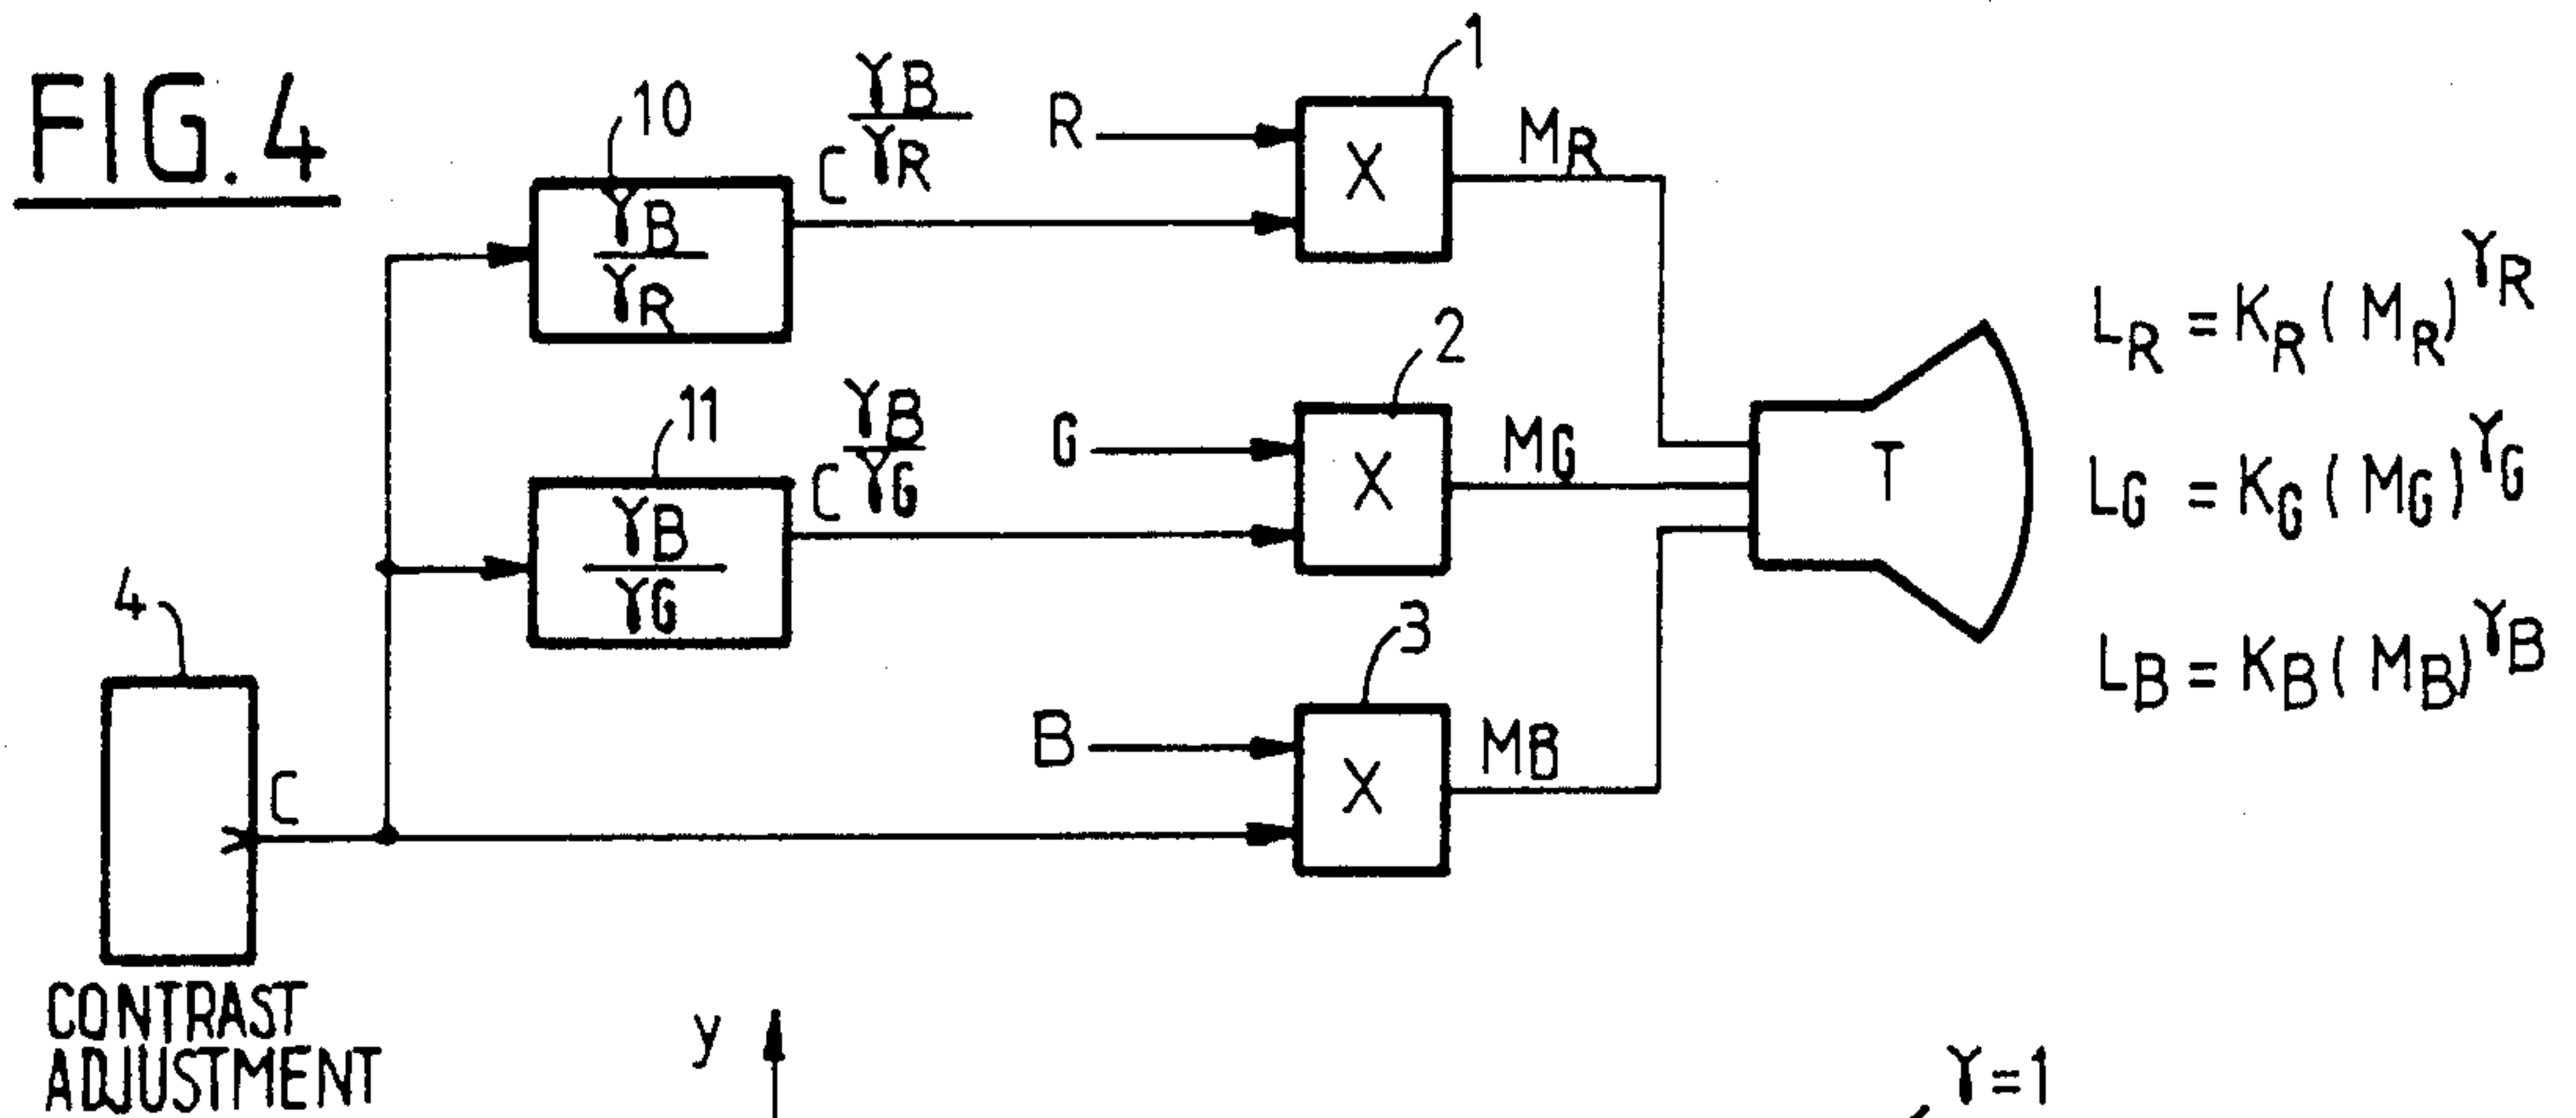 FIG. 4
10
γB
γR
C γB/γR
R
1
X
MR
LR = KR ( MR ) γR
11
γB
γG
C γB/γG
G
2
X
MG
T
LG = KG ( MG ) γG
4
C
B
3
X
MB
LB = KB ( MB ) γB
CONTRAST
ADJUSTMENT
y
γ = 1